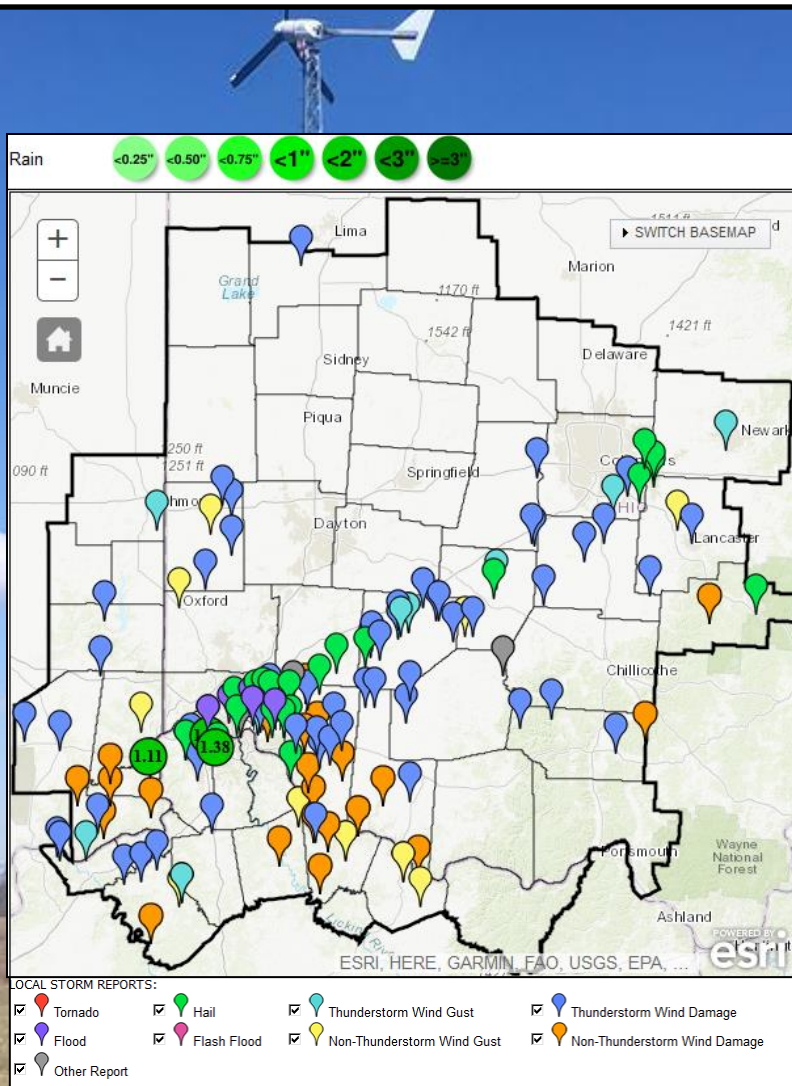 Rain <0.25" <0.50" <0.75" <1" <2" <3" >=3"
+
−
SWITCH BASEMAP
Lima
Marion
Grand
Lake
1170 ft
1421 ft
1542 ft
Sidney
Delaware
Muncie
Piqua
Newark
1250 ft
1251 ft
090 ft
Springfield
Dayton
Lancaster
Oxford
Chillicothe
1.11
1.38
Portsmouth
Wayne
National
Forest
Ashland
Licking
POWERED BY
esri
ESRI, HERE, GARMIN, FAO, USGS, EPA, ...
LOCAL STORM REPORTS:
Tornado Hail Thunderstorm Wind Gust Thunderstorm Wind Damage
Flood Flash Flood Non-Thunderstorm Wind Gust Non-Thunderstorm Wind Damage
Other Report